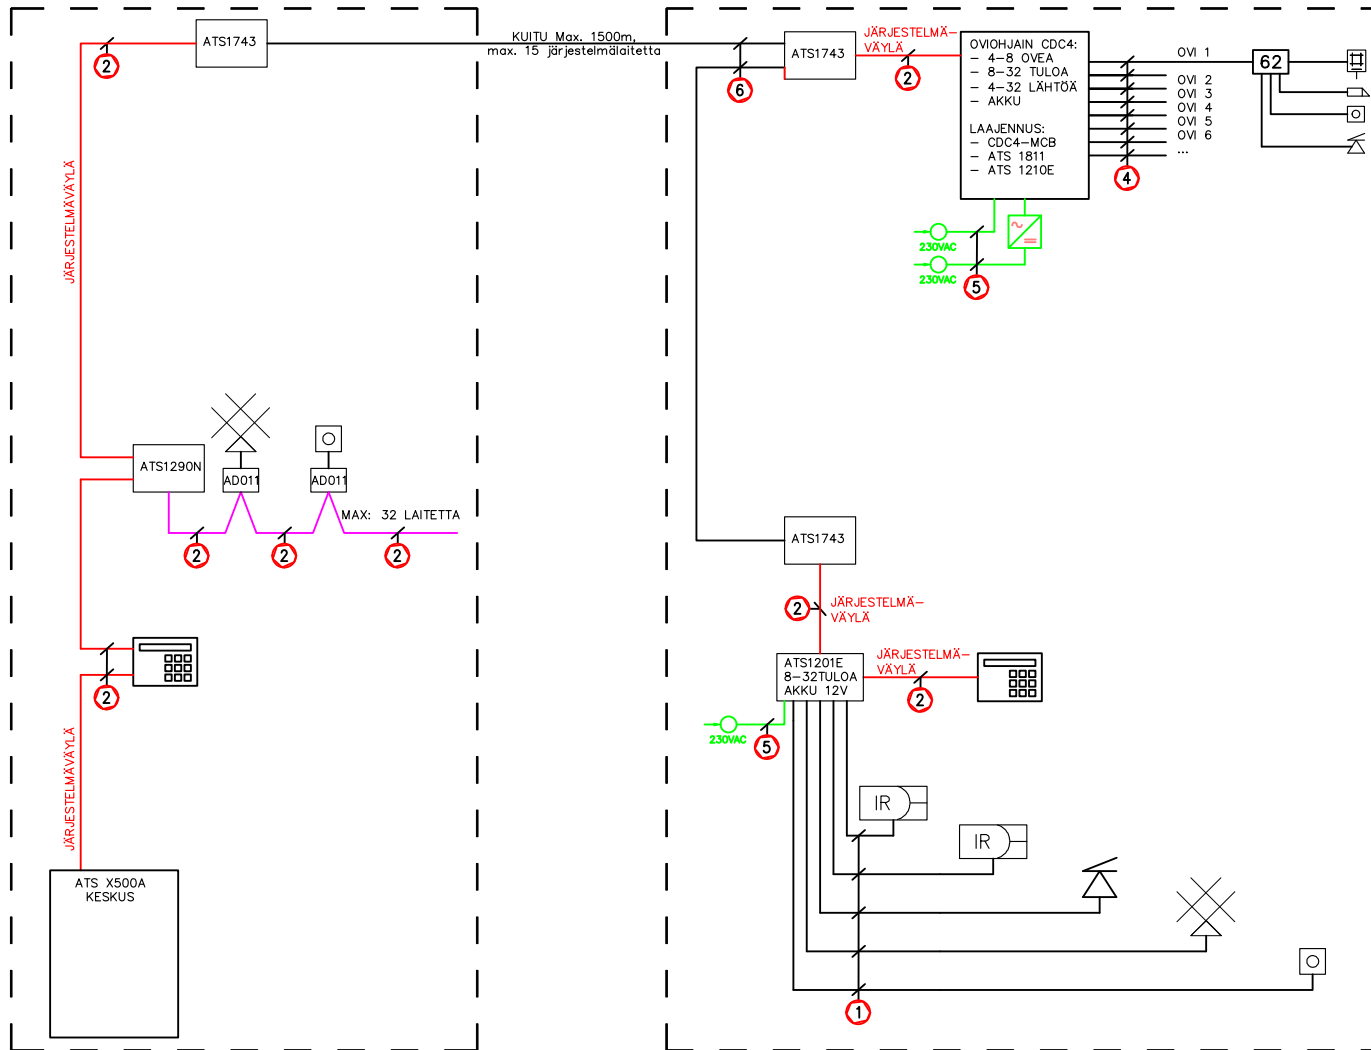 ATS1743
2
KUITU Max. 1500m,
max. 15 järjestelmälaitetta
6
ATS1743
JÄRJESTELMÄ-
VÄYLÄ
2
OVIOHJAIN CDC4:
- 4-8 OVEA
- 8-32 TULOA
- 4-32 LÄHTÖÄ
- AKKU
LAAJENNUS:
- CDC4-MCB
- ATS 1811
- ATS 1210E
OVI 1
OVI 2
OVI 3
OVI 4
OVI 5
OVI 6
...
62
4
230VAC
230VAC
5
JÄRJESTELMÄVÄYLÄ
ATS1290N
AD011
AD011
MAX: 32 LAITETTA
2
2
2
ATS1743
2
JÄRJESTELMÄ-
VÄYLÄ
2
ATS1201E
8-32TULOA
AKKU 12V
JÄRJESTELMÄ-
VÄYLÄ
2
230VAC
5
JÄRJESTELMÄVÄYLÄ
IR
IR
ATS X500A
KESKUS
1